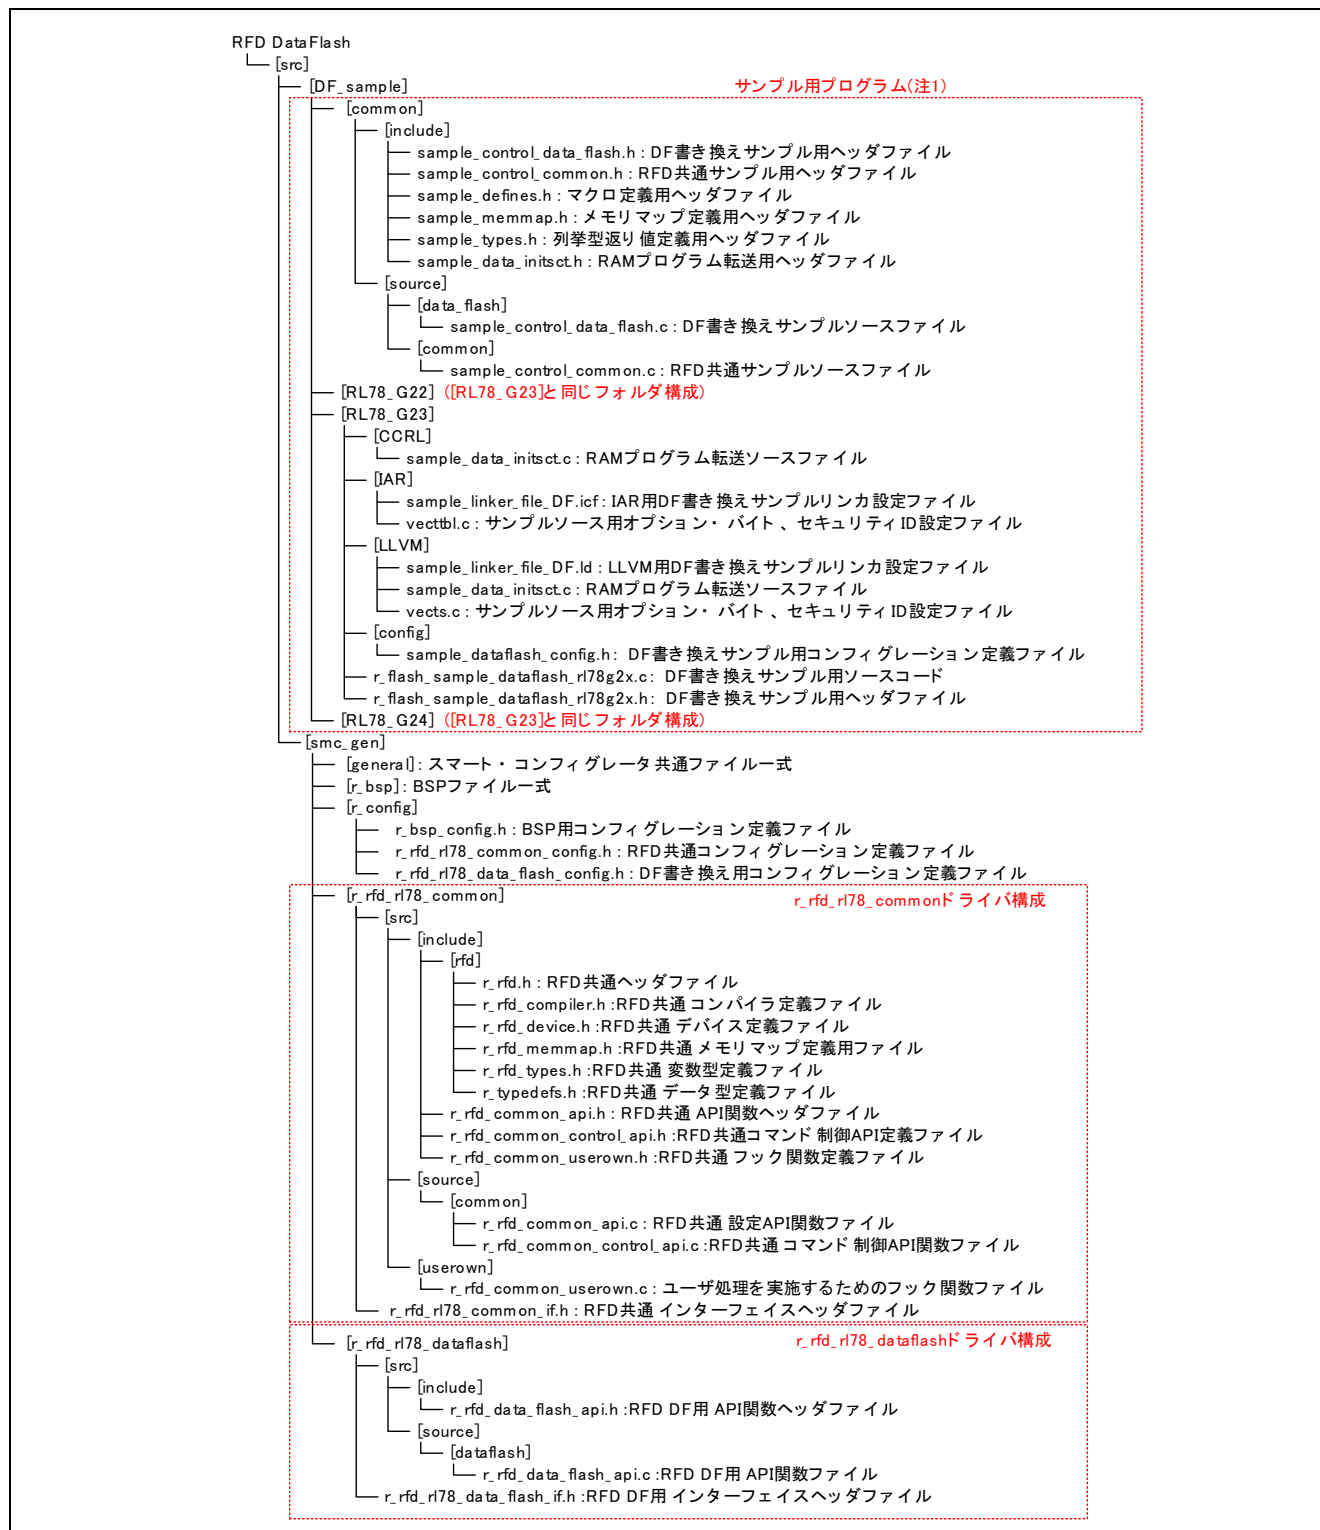 RFD DataFlash
[src]
[DF_sample]
サンプル用プログラム(注1)
[common]
[include]
sample_control_data_flash.h : DF書き換えサンプル用ヘッダファイル
sample_control_common.h : RFD共通サンプル用ヘッダファイル
sample_defines.h : マクロ定義用ヘッダファイル
sample_memmap.h : メモリマップ定義用ヘッダファイル
sample_types.h : 列挙型返り値定義用ヘッダファイル
sample_data_initsct.h : RAMプログラム転送用ヘッダファイル
[source]
[data_flash]
sample_control_data_flash.c : DF書き換えサンプルソースファイル
[common]
sample_control_common.c : RFD共通サンプルソースファイル
[RL78_G22] ([RL78_G23]と同じフォルダ構成)
[RL78_G23]
[CCRL]
sample_data_initsct.c : RAMプログラム転送ソースファイル
[IAR]
sample_linker_file_DF.icf : IAR用DF書き換えサンプルリンカ設定ファイル
vecttbl.c : サンプルソース用オプション・バイト、セキュリティID設定ファイル
[LLVM]
sample_linker_file_DF.ld : LLVM用DF書き換えサンプルリンカ設定ファイル
sample_data_initsct.c : RAMプログラム転送ソースファイル
vects.c : サンプルソース用オプション・バイト、セキュリティID設定ファイル
[config]
sample_dataflash_config.h: DF書き換えサンプル用コンフィグレーション定義ファイル
r_flash_sample_dataflash_rl78g2x.c: DF書き換えサンプル用ソースコード
r_flash_sample_dataflash_rl78g2x.h: DF書き換えサンプル用ヘッダファイル
[RL78_G24] ([RL78_G23]と同じフォルダ構成)
[smc_gen]
[general]: スマート・コンフィグレータ共通ファイル一式
[r_bsp]: BSPファイル一式
[r_config]
r_bsp_config.h : BSP用コンフィグレーション定義ファイル
r_rfd_rl78_common_config.h : RFD共通コンフィグレーション定義ファイル
r_rfd_rl78_data_flash_config.h : DF書き換え用コンフィグレーション定義ファイル
[r_rfd_rl78_common]
r_rfd_rl78_commonドライバ構成
[src]
[include]
[rfd]
r_rfd.h : RFD共通ヘッダファイル
r_rfd_compiler.h :RFD共通 コンパイラ定義ファイル
r_rfd_device.h :RFD共通 デバイス定義ファイル
r_rfd_memmap.h :RFD共通 メモリマップ定義用ファイル
r_rfd_types.h :RFD共通 変数型定義ファイル
r_typedefs.h :RFD共通 データ型定義ファイル
r_rfd_common_api.h : RFD共通 API関数ヘッダファイル
r_rfd_common_control_api.h :RFD共通コマンド制御API定義ファイル
r_rfd_common_userown.h :RFD共通 フック関数定義ファイル
[source]
[common]
r_rfd_common_api.c : RFD共通 設定API関数ファイル
r_rfd_common_control_api.c :RFD共通 コマンド制御API関数ファイル
[userown]
r_rfd_common_userown.c : ユーザ処理を実施するためのフック関数ファイル
r_rfd_rl78_common_if.h : RFD共通 インターフェイスヘッダファイル
[r_rfd_rl78_dataflash]
r_rfd_rl78_dataflashドライバ構成
[src]
[include]
r_rfd_data_flash_api.h :RFD DF用 API関数ヘッダファイル
[source]
[dataflash]
r_rfd_data_flash_api.c :RFD DF用 API関数ファイル
r_rfd_rl78_data_flash_if.h :RFD DF用 インターフェイスヘッダファイル